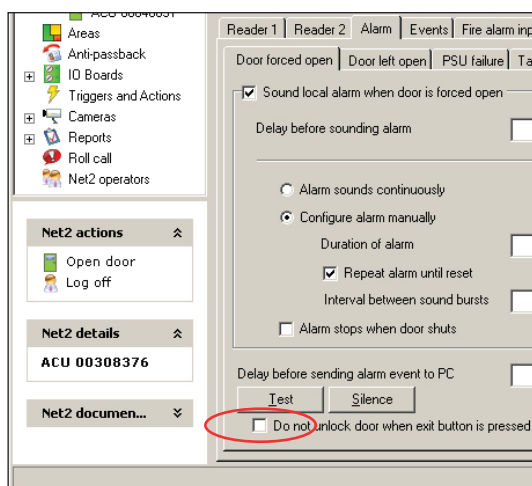 ACU 00646651
Areas
Anti-passback
IO Boards
Triggers and Actions
Cameras
Reports
Roll call
Net2 operators
Net2 actions
Open door
Log off
Net2 details
ACU 00308376
Net2 documen...
Reader 1 Reader 2 Alarm Events Fire alarm inp
Door forced open Door left open PSU failure Ta
Sound local alarm when door is forced open
Delay before sounding alarm
Alarm sounds continuously
Configure alarm manually
Duration of alarm
Repeat alarm until reset
Interval between sound bursts
Alarm stops when door shuts
Delay before sending alarm event to PC
Test Silence
Do not unlock door when exit button is pressed